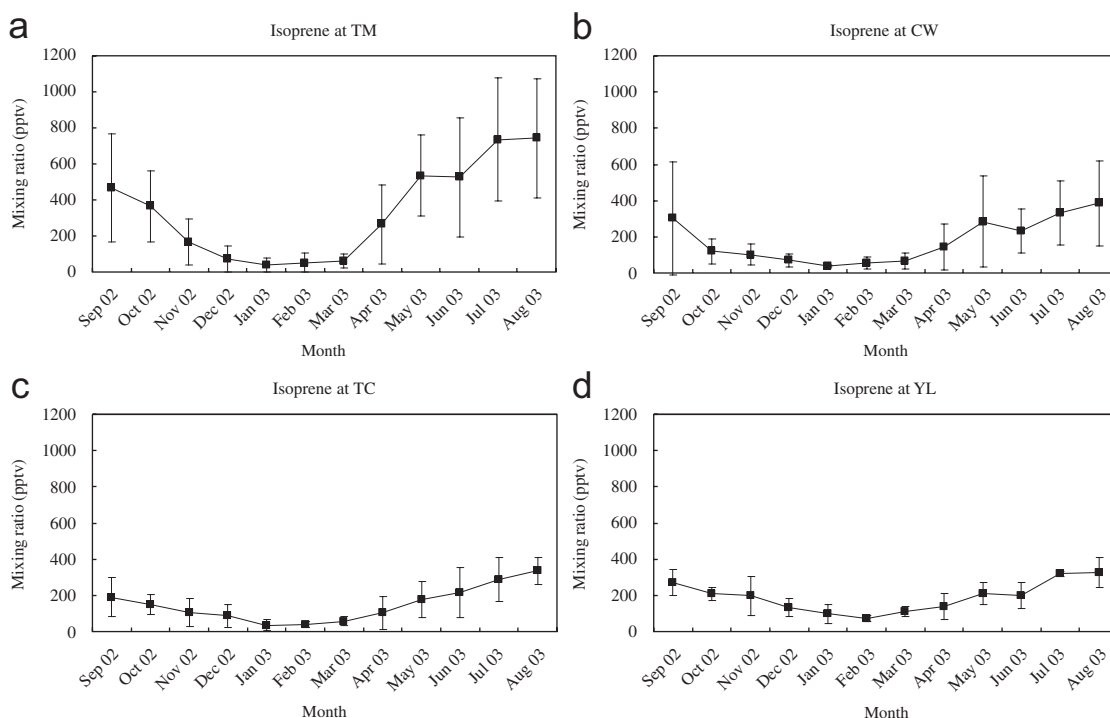 a
Isoprene at TM
Mixing ratio (pptv)
1200
1000
800
600
400
200
0
Sep 02
Oct 02
Nov 02
Dec 02
Jan 03
Feb 03
Mar 03
Apr 03
May 03
Jun 03
Jul 03
Aug 03
Month
b
Isoprene at CW
Mixing ratio (pptv)
1200
1000
800
600
400
200
0
Sep 02
Oct 02
Nov 02
Dec 02
Jan 03
Feb 03
Mar 03
Apr 03
May 03
Jun 03
Jul 03
Aug 03
Month
c
Isoprene at TC
Mixing ratio (pptv)
1200
1000
800
600
400
200
0
Sep 02
Oct 02
Nov 02
Dec 02
Jan 03
Feb 03
Mar 03
Apr 03
May 03
Jun 03
Jul 03
Aug 03
Month
d
Isoprene at YL
Mixing ratio (pptv)
1200
1000
800
600
400
200
0
Sep 02
Oct 02
Nov 02
Dec 02
Jan 03
Feb 03
Mar 03
Apr 03
May 03
Jun 03
Jul 03
Aug 03
Month